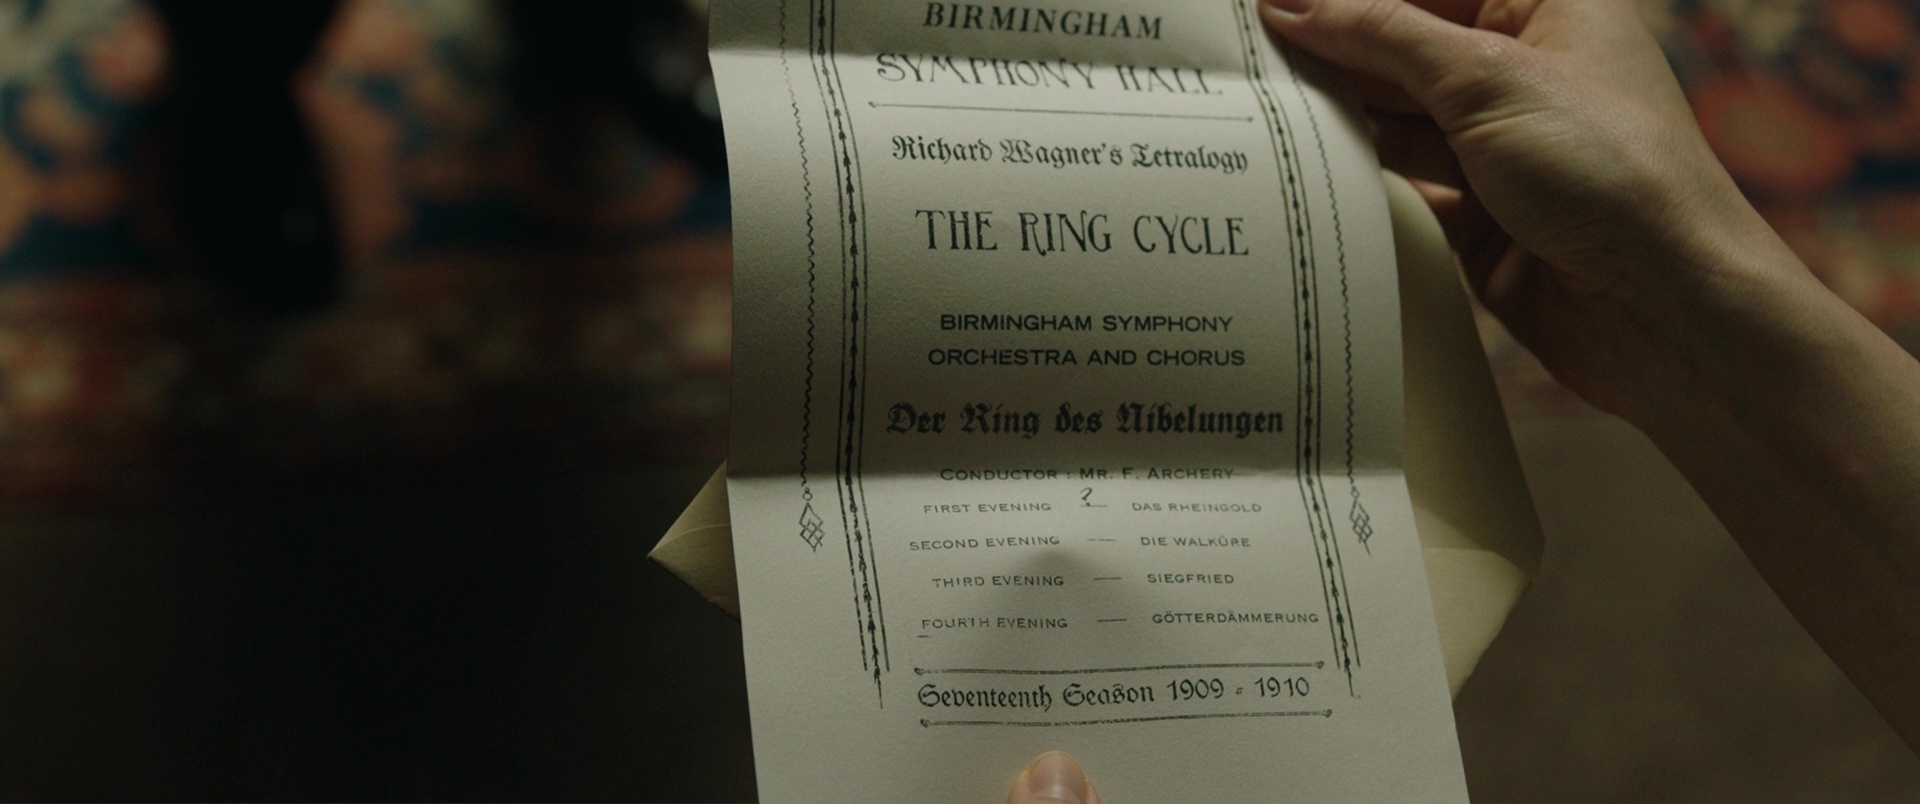 BIRMINGHAM
SYMPHONY HALL
Richard Wagner's Tetralogy
THE RING CYCLE
BIRMINGHAM SYMPHONY
ORCHESTRA AND CHORUS
Der Ring des Nibelungen
CONDUCTOR : MR. F. ARCHERY
FIRST EVENING ? — DAS RHEINGOLD
SECOND EVENING — DIE WALKÜRE
THIRD EVENING — SIEGFRIED
FOURTH EVENING — GÖTTERDÄMMERUNG
Seventeenth Season 1909 - 1910